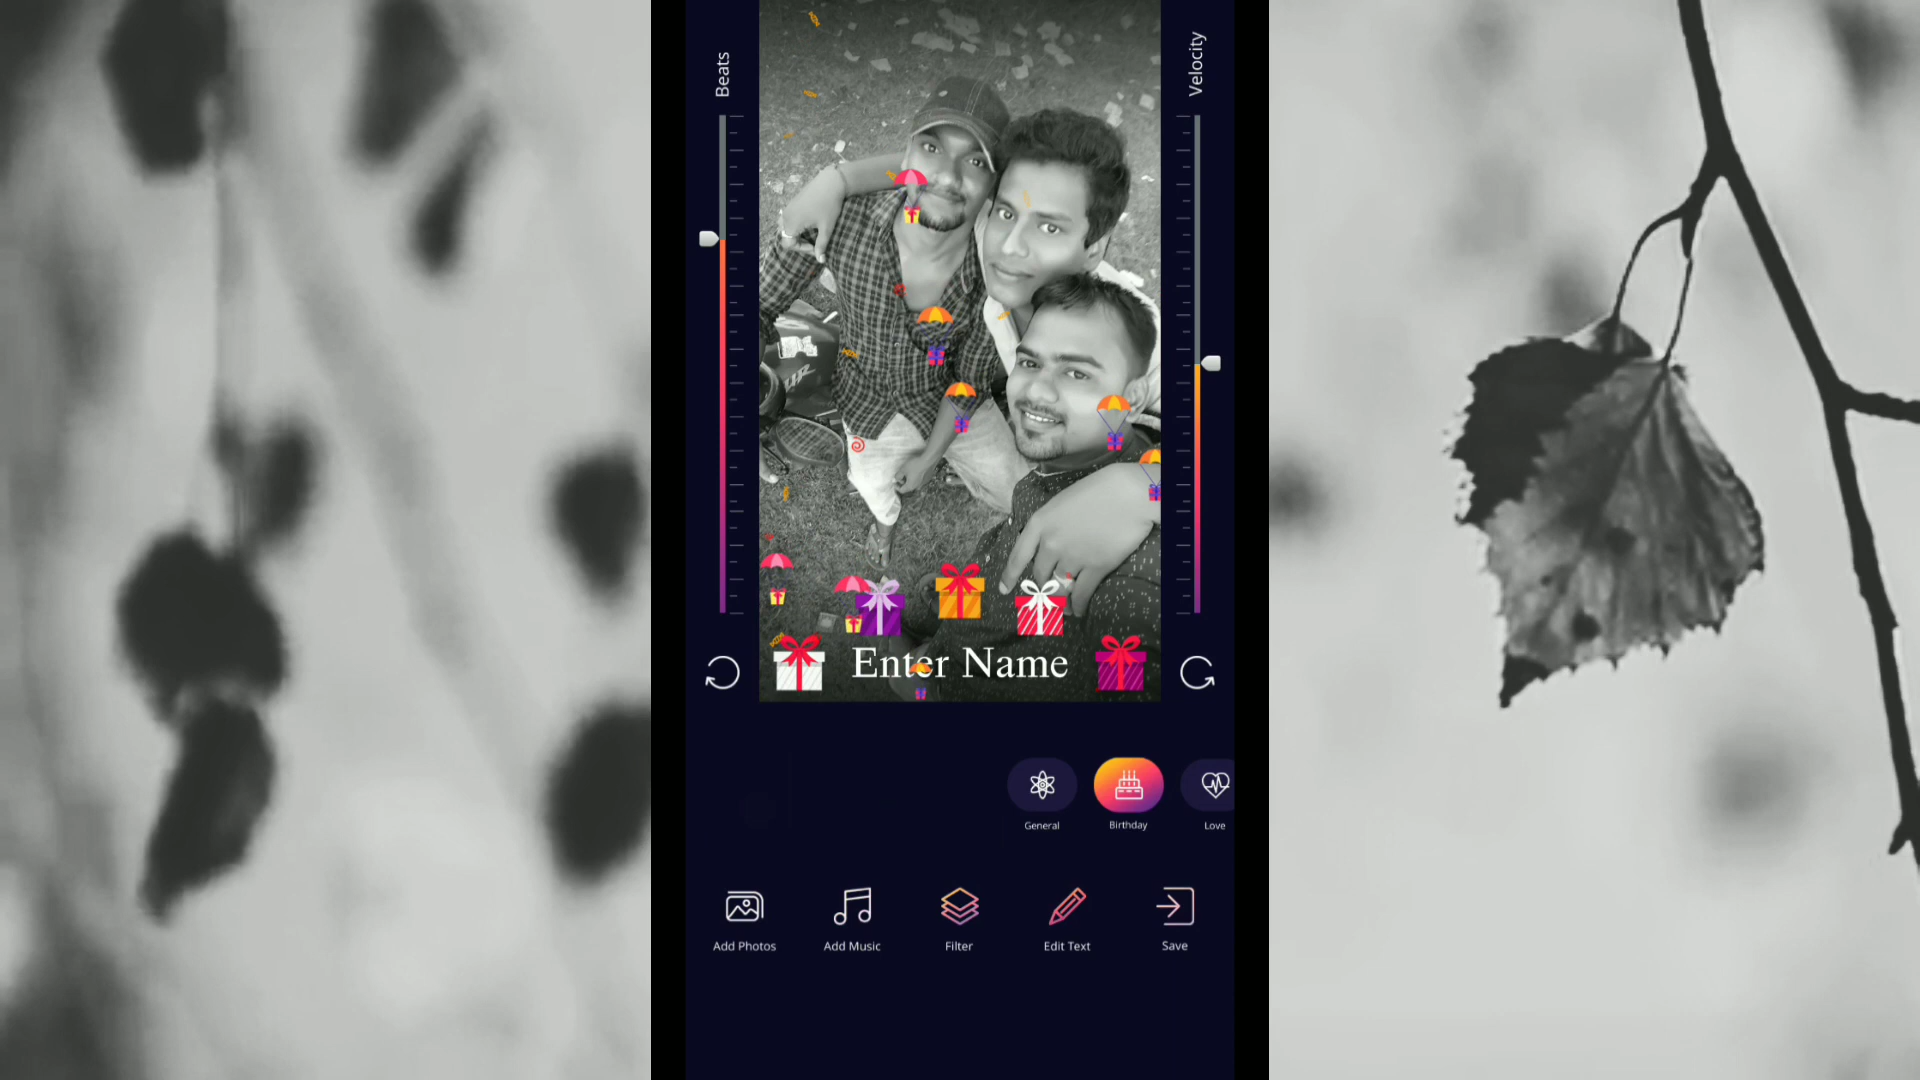 Beats
Velocity
Enter Name
General
Birthday
Love
Add Photos
Add Music
Filter
Edit Text
Save